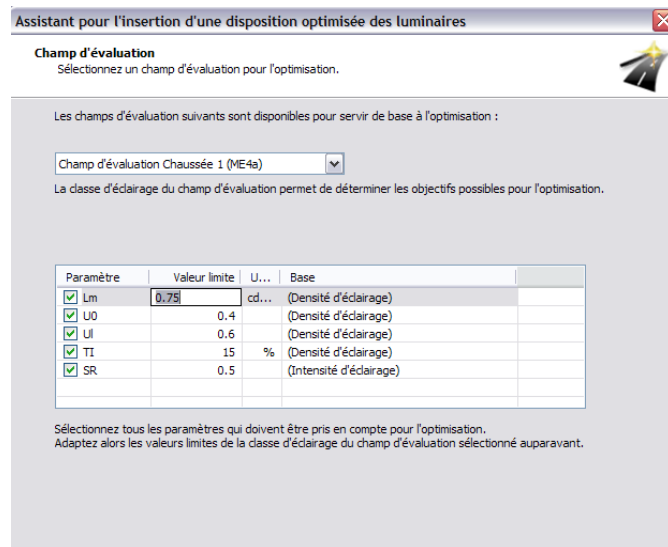 Assistant pour l'insertion d'une disposition optimisée des luminaires
Champ d'évaluation
Sélectionnez un champ d'évaluation pour l'optimisation.
Les champs d'évaluation suivants sont disponibles pour servir de base à l'optimisation :
Champ d'évaluation Chaussée 1 (ME4a)
La classe d'éclairage du champ d'évaluation permet de déterminer les objectifs possibles pour l'optimisation.
Paramètre Valeur limite U... Base
Lm 0.75 cd... (Densité d'éclairage)
U0 0.4 (Densité d'éclairage)
Ul 0.6 (Densité d'éclairage)
TI 15 % (Densité d'éclairage)
SR 0.5 (Intensité d'éclairage)
Sélectionnez tous les paramètres qui doivent être pris en compte pour l'optimisation.
Adaptez alors les valeurs limites de la classe d'éclairage du champ d'évaluation sélectionné auparavant.